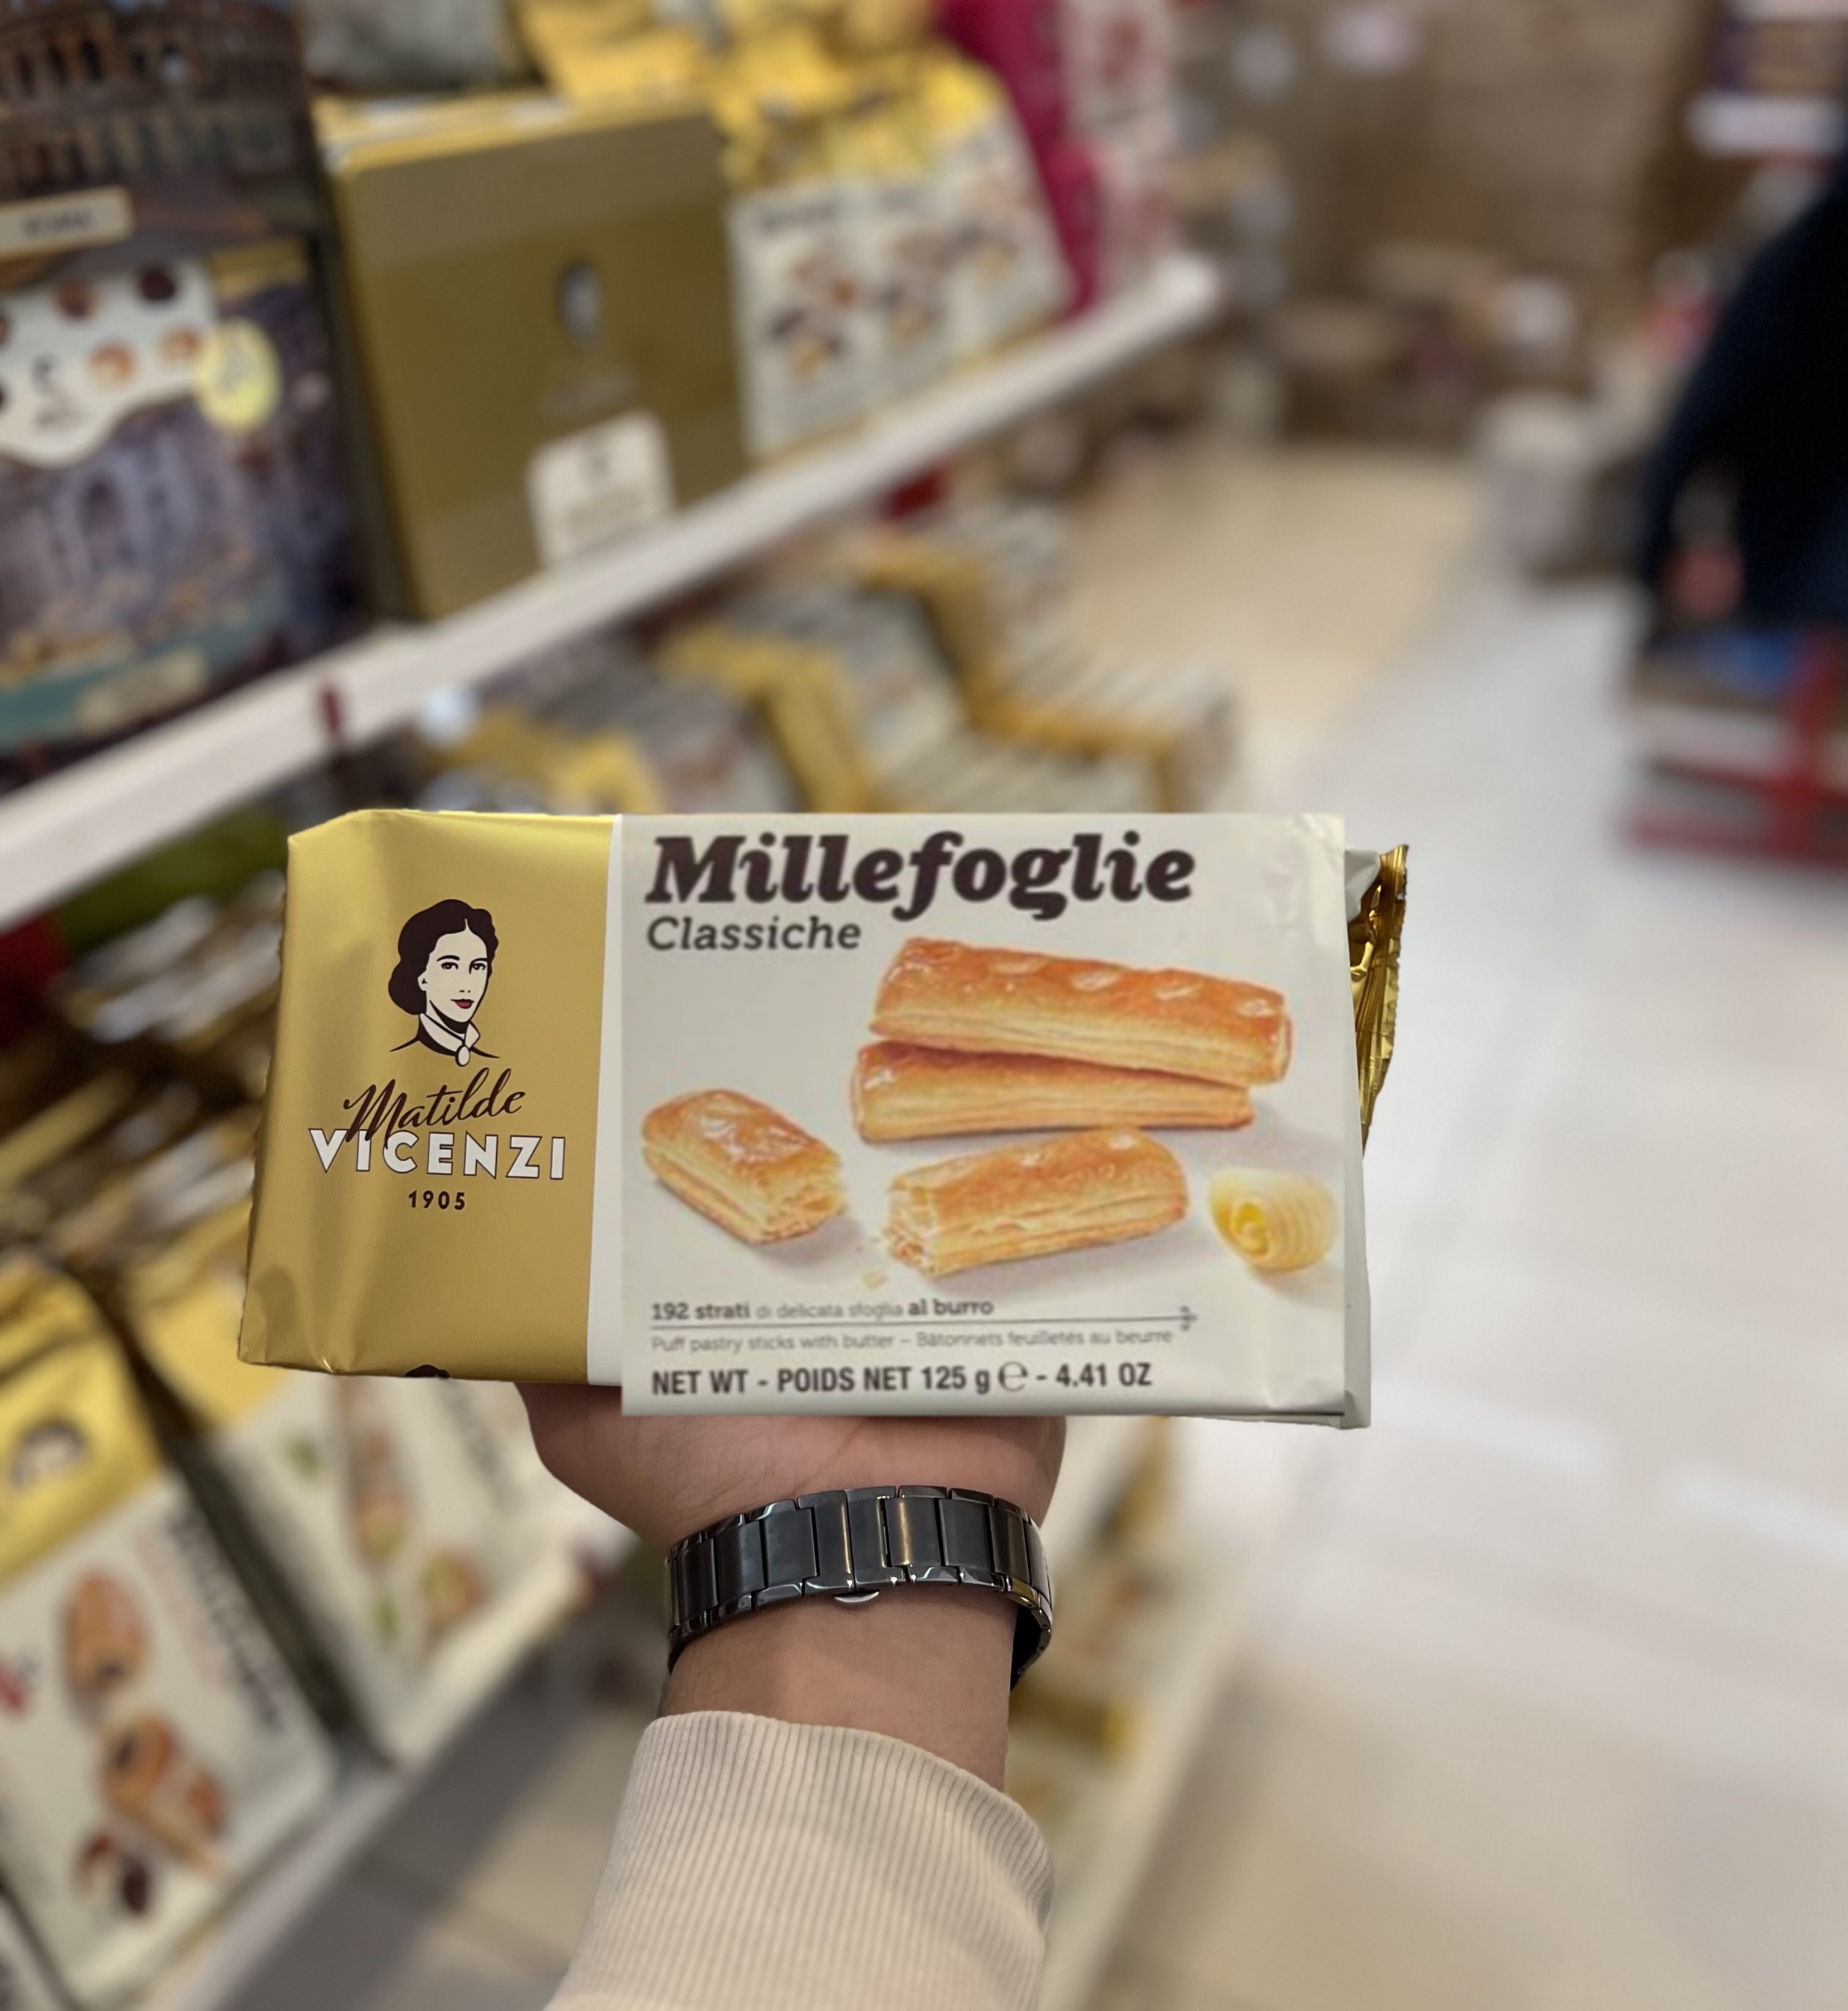 Matilde
VICENZI
1905
Millefoglie
Classiche
192 strati di delicata sfoglia al burro
Puff pastry sticks with butter – Bâtonnets feuilletés au beurre
NET WT - POIDS NET 125 g ℮ - 4.41 OZ